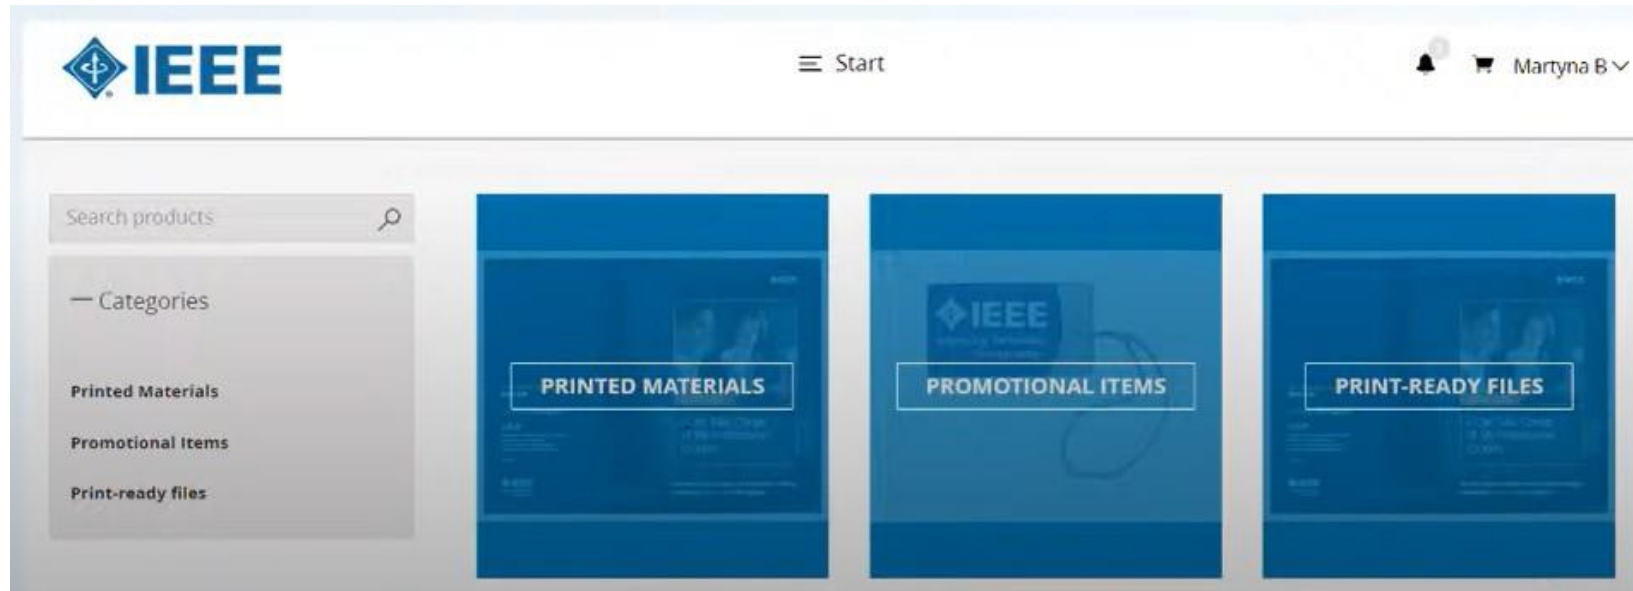 IEEE
Start
Martyna B
Search products
— Categories
Printed Materials
Promotional Items
Print-ready files
PRINTED MATERIALS
IEEE
PROMOTIONAL ITEMS
PRINT-READY FILES